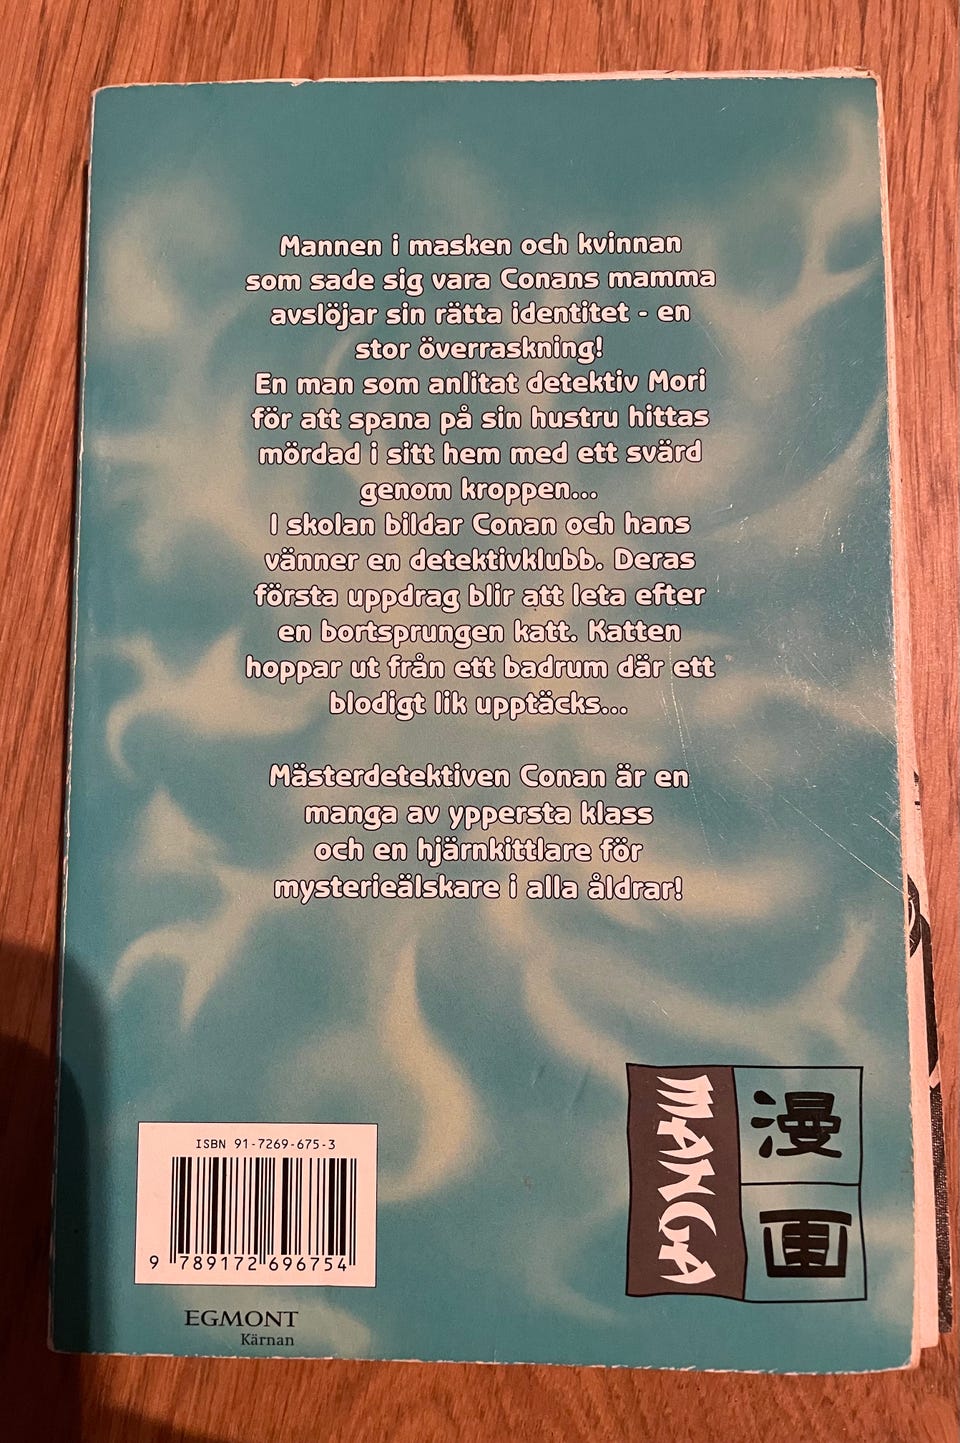 Mannen i masken och kvinnan
som sade sig vara Conans mamma
avslöjar sin rätta identitet - en
stor överraskning!
En man som anlitat detektiv Mori
för att spana på sin hustru hittas
mördad i sitt hem med ett svärd
genom kroppen...
I skolan bildar Conan och hans
vänner en detektivklubb. Deras
första uppdrag blir att leta efter
en bortsprungen katt. Katten
hoppar ut från ett badrum där ett
blodigt lik upptäcks...
Mästerdetektiven Conan är en
manga av yppersta klass
och en hjärnkittlare för
mysterieälskare i alla åldrar!
MANGA
漫画
ISBN 91-7269-675-3
9 789172 696754
EGMONT
Kärnan